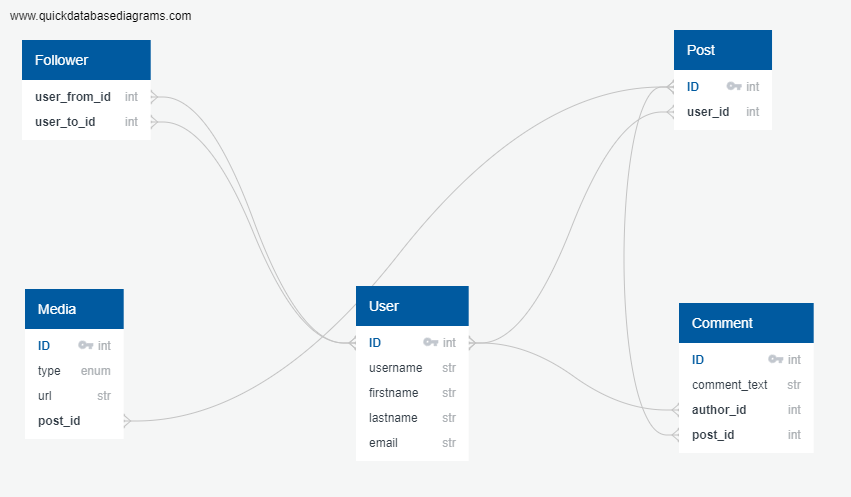 www.quickdatabasediagrams.com
Follower
user_from_id int
user_to_id int
Post
ID int
user_id int
Media
ID int
type enum
url str
post_id
User
ID int
username str
firstname str
lastname str
email str
Comment
ID int
comment_text str
author_id int
post_id int